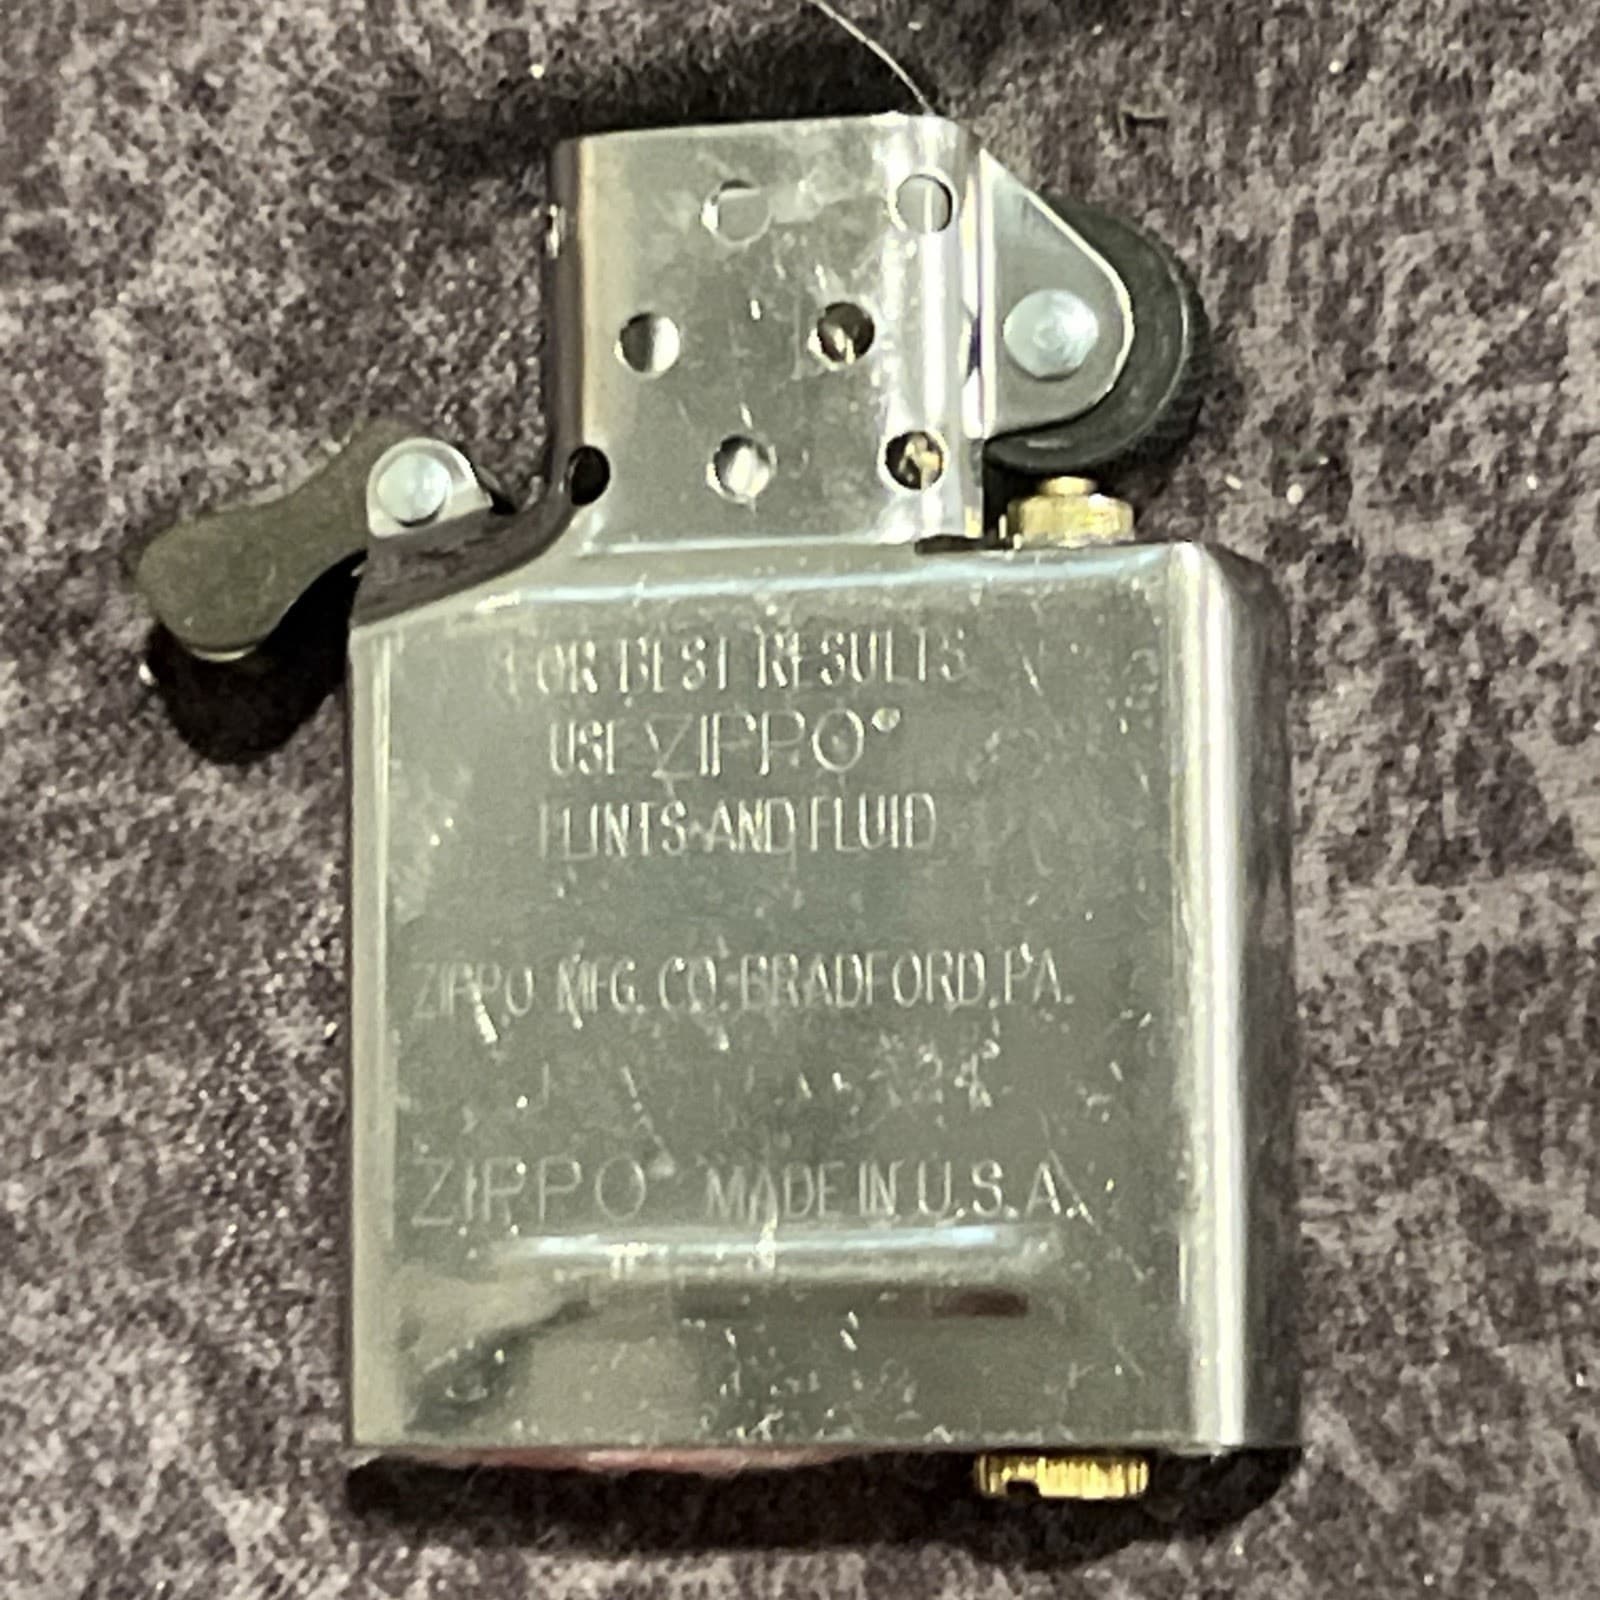 FOR BEST RESULTS
USE ZIPPO®
FLINTS AND FLUID
ZIPPO MFG. CO. BRADFORD, PA.
ZIPPO MADE IN U.S.A.